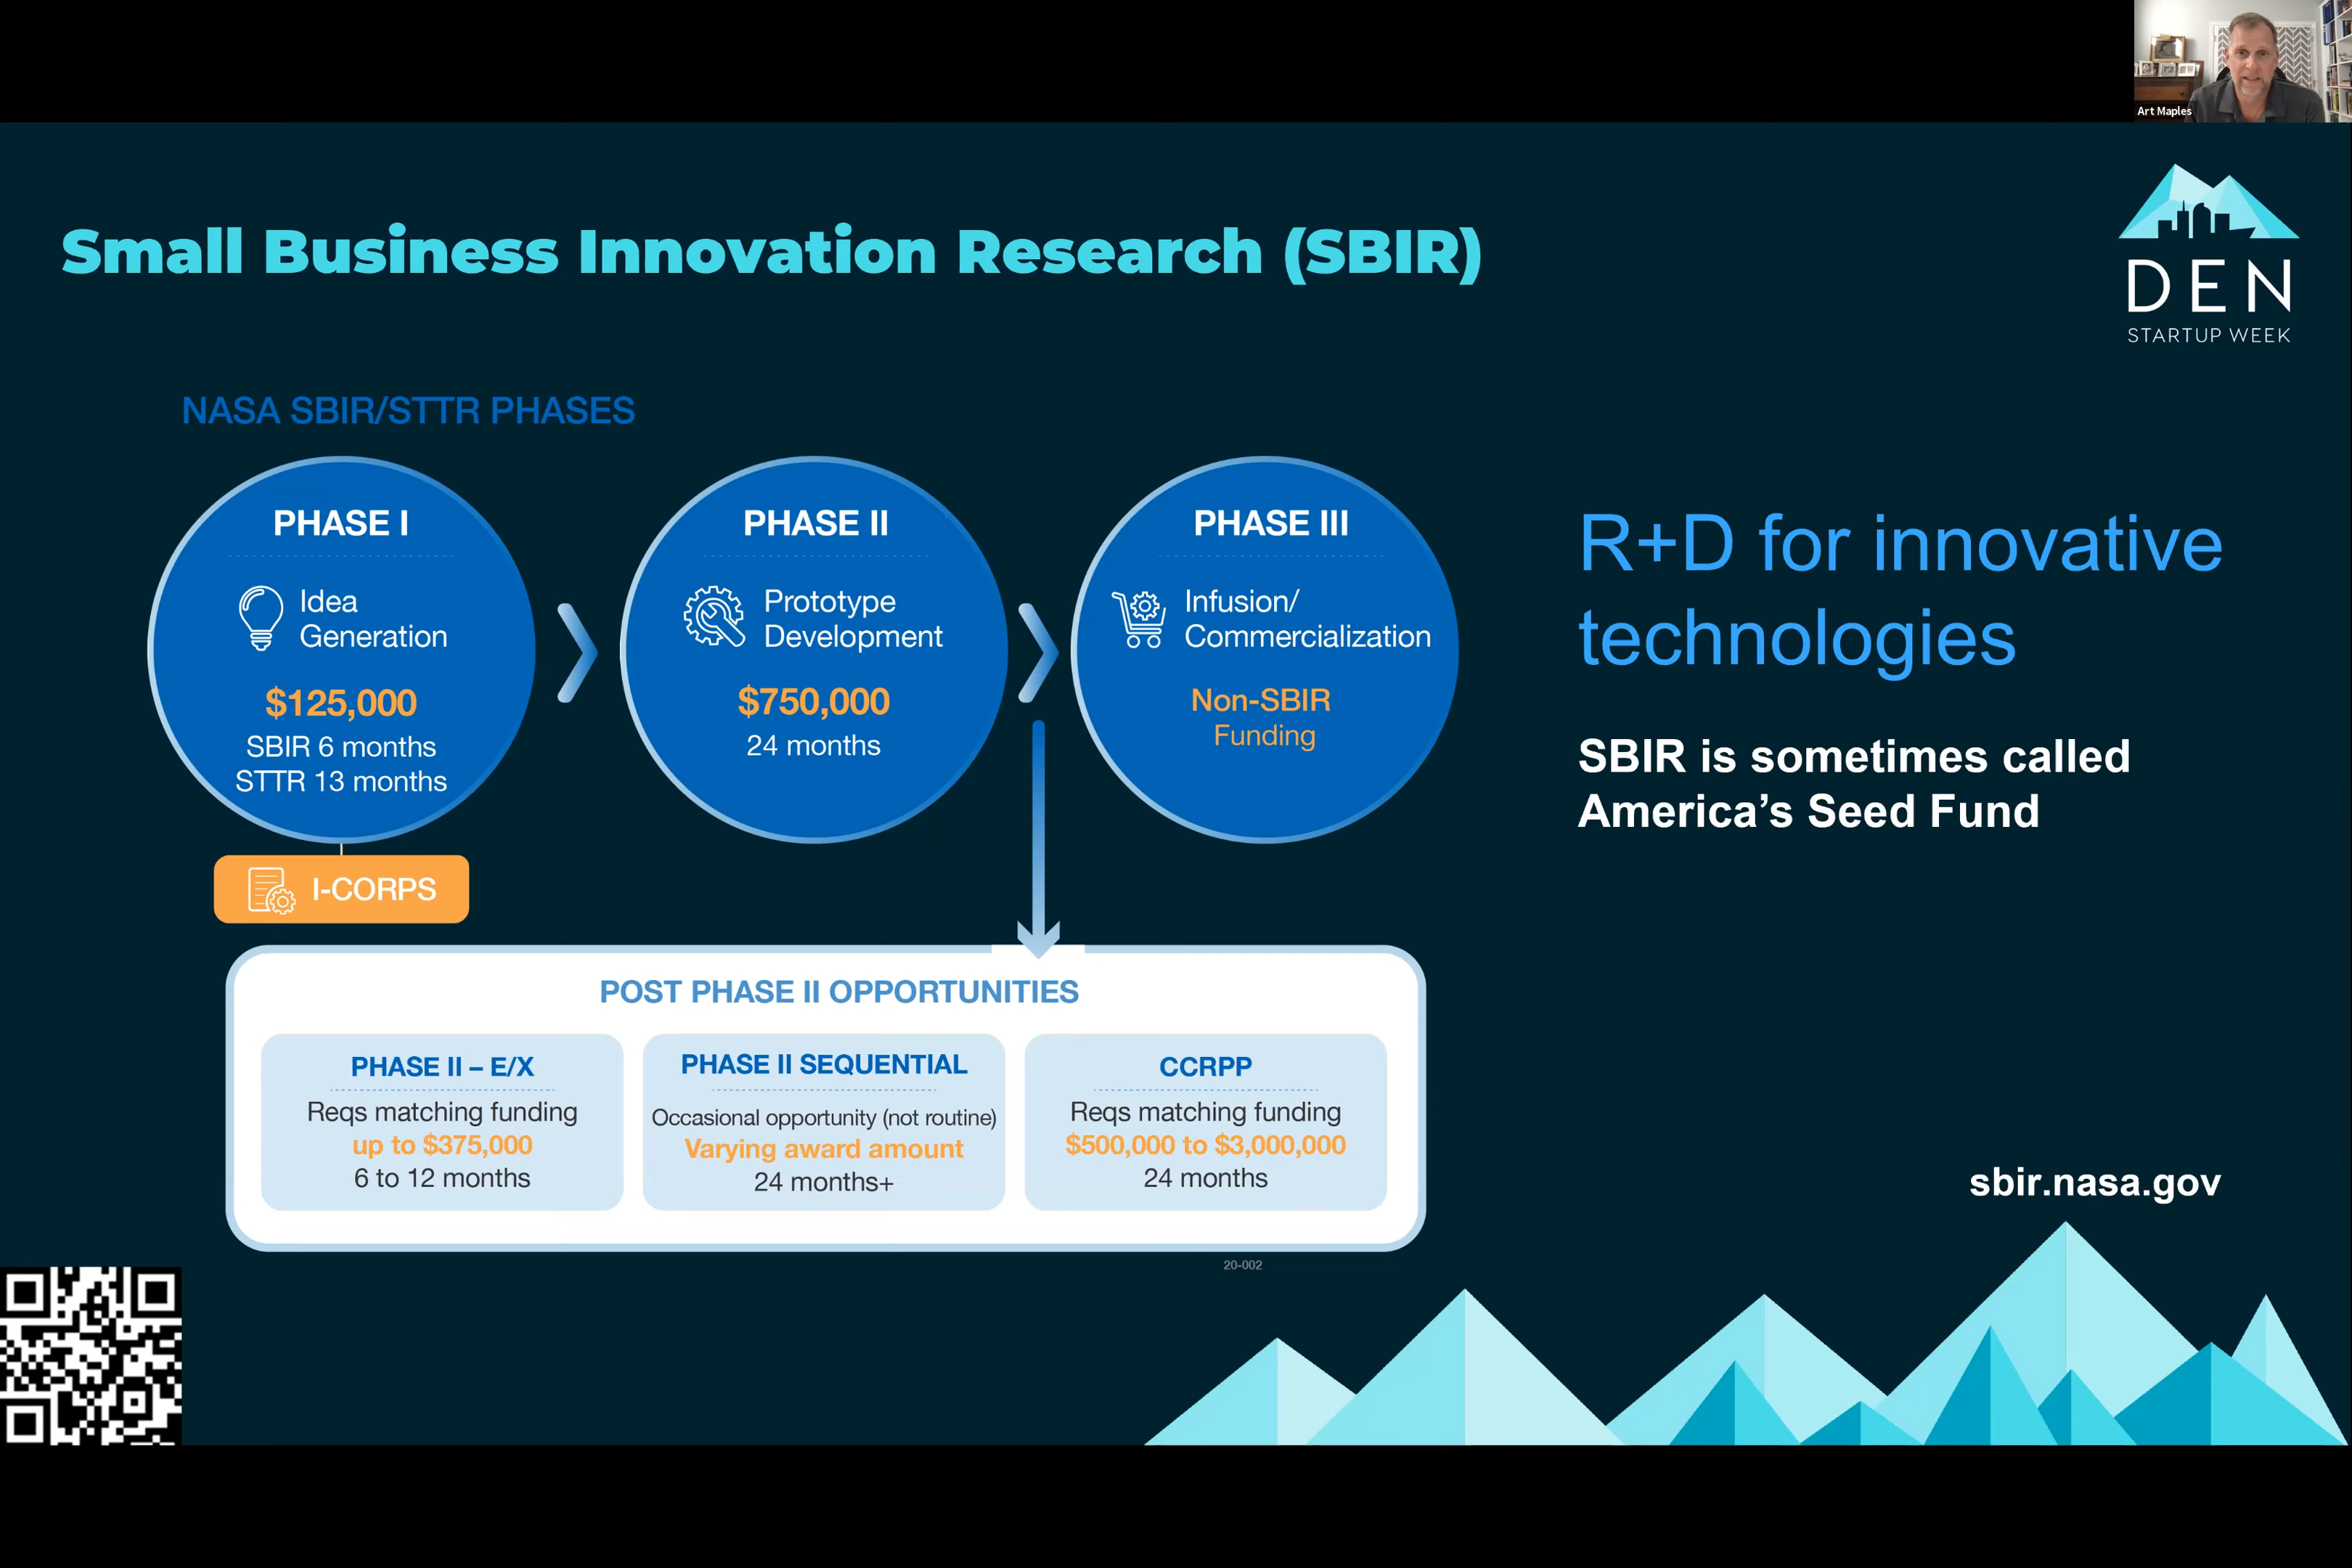 Art Maples
Small Business Innovation Research (SBIR)
DEN
STARTUP WEEK
NASA SBIR/STTR PHASES
PHASE I
Idea
Generation
$125,000
SBIR 6 months
STTR 13 months
I-CORPS
PHASE II
Prototype
Development
$750,000
24 months
PHASE III
Infusion/
Commercialization
Non-SBIR
Funding
R+D for innovative
technologies
SBIR is sometimes called
America’s Seed Fund
POST PHASE II OPPORTUNITIES
PHASE II – E/X
Reqs matching funding
up to $375,000
6 to 12 months
PHASE II SEQUENTIAL
Occasional opportunity (not routine)
Varying award amount
24 months+
CCRPP
Reqs matching funding
$500,000 to $3,000,000
24 months
20-002
sbir.nasa.gov